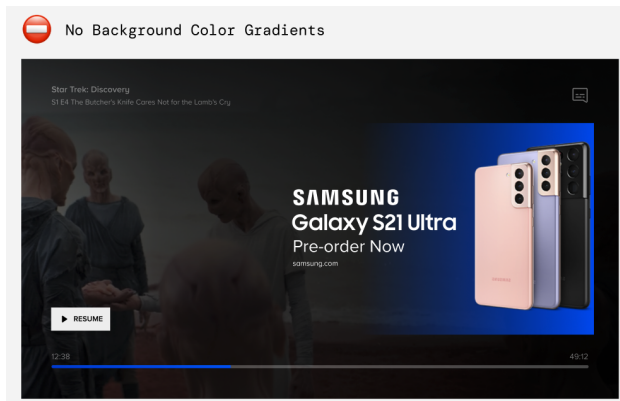 No Background Color Gradients
Star Trek: Discovery
S1 E4 The Butcher's Knife Cares Not for the Lamb's Cry
SAMSUNG
Galaxy S21 Ultra
Pre-order Now
samsung.com
SAMSUNG
RESUME
12:38
49:12